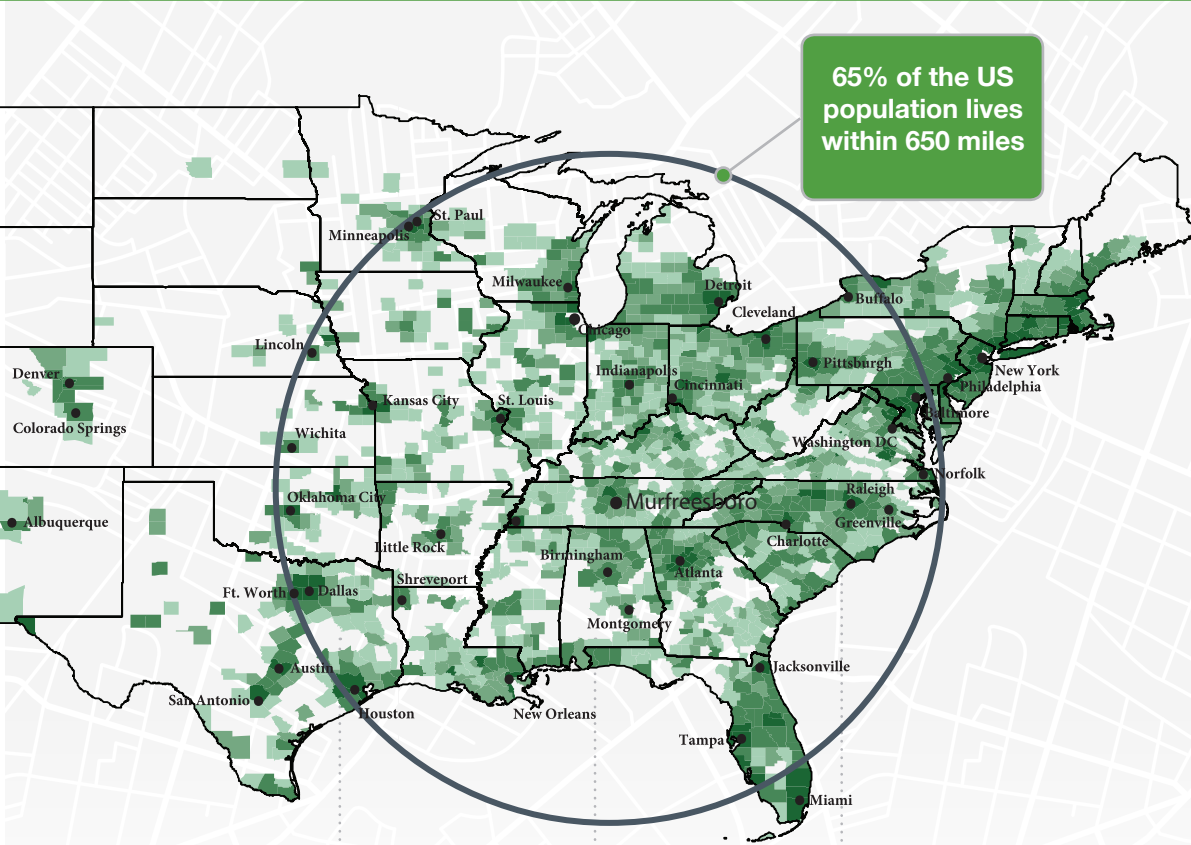 65% of the US
population lives
within 650 miles
St. Paul
Minneapolis
Milwaukee
Detroit
Buffalo
Cleveland
Chicago
Lincoln
Denver
Indianapolis
Pittsburgh
New York
Cincinnati
Philadelphia
Kansas City
St. Louis
Baltimore
Colorado Springs
Wichita
Washington DC
Norfolk
Oklahoma City
Murfreesboro
Raleigh
Albuquerque
Greenville
Little Rock
Charlotte
Birmingham
Atlanta
Shreveport
Ft. Worth
Dallas
Montgomery
Austin
Jacksonville
San Antonio
Houston
New Orleans
Tampa
Miami